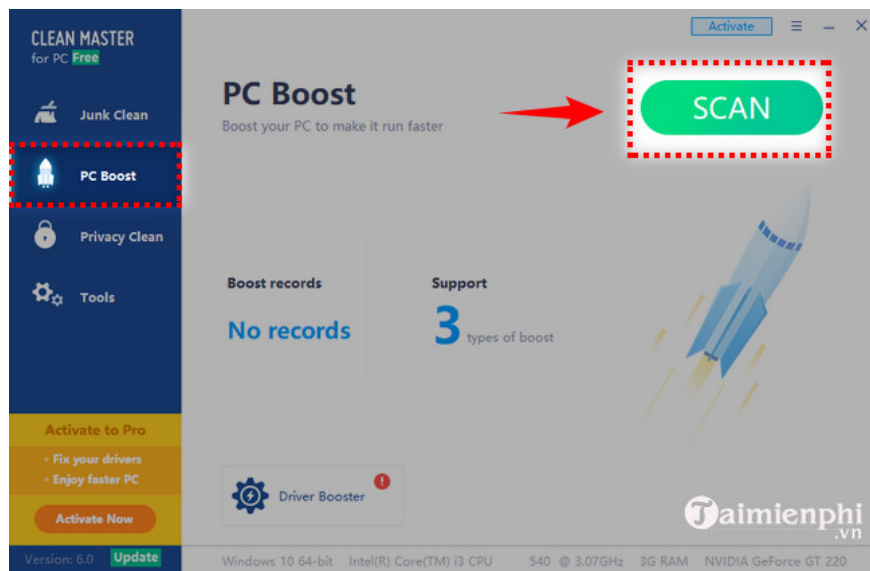 CLEAN MASTER
for PC Free
Activate
Junk Clean
PC Boost
Privacy Clean
Tools
PC Boost
Boost your PC to make it run faster
SCAN
Boost records
No records
Support
3 types of boost
Activate to Pro
• Fix your drivers
• Enjoy faster PC
Activate Now
Driver Booster
Taimienphi
.vn
Version: 6.0 Update
Windows 10 64-bit Intel(R) Core(TM) i3 CPU 540 @ 3.07GHz 3G RAM NVIDIA GeForce GT 220